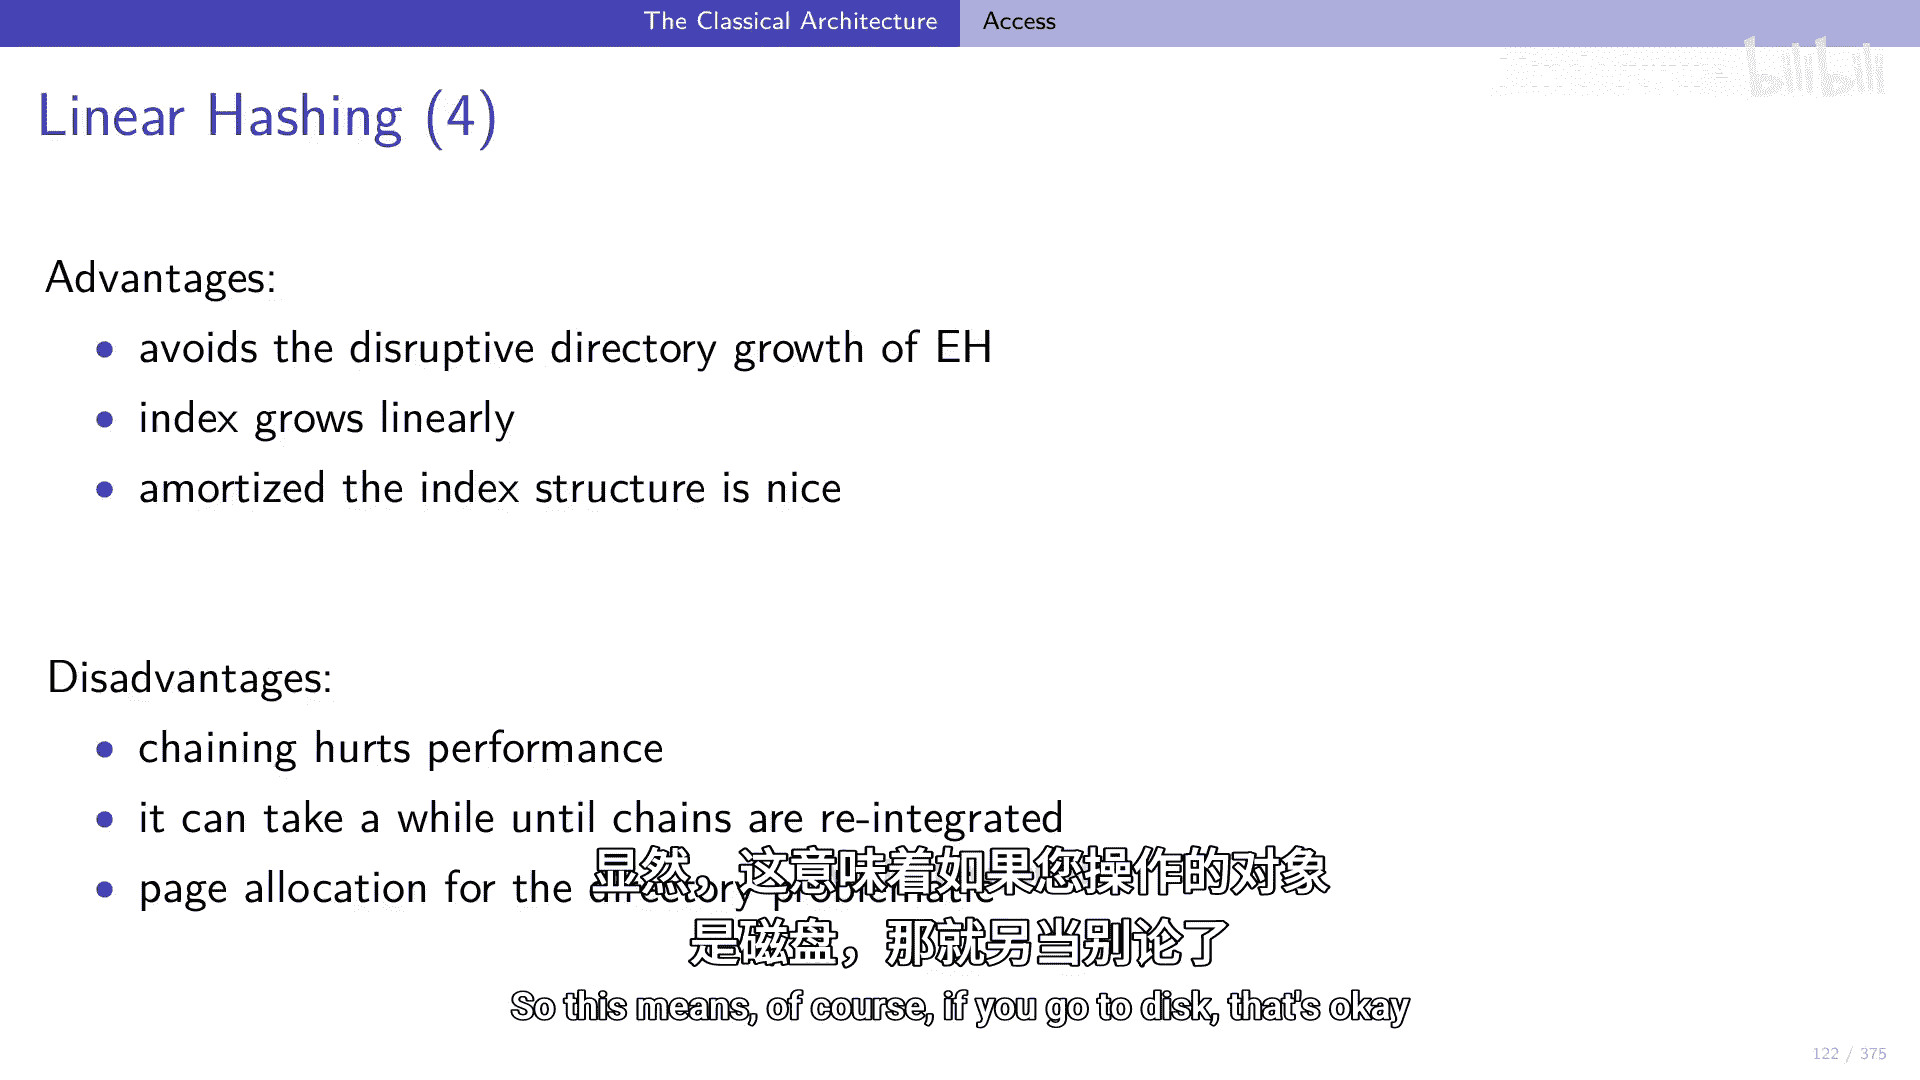 The Classical Architecture Access
bilibili
Linear Hashing (4)
Advantages:
• avoids the disruptive directory growth of EH
• index grows linearly
• amortized the index structure is nice
Disadvantages:
• chaining hurts performance
• it can take a while until chains are re-integrated
• page allocation for the directory problematic
显然，这意味着如果您操作的对象
是磁盘，那就另当别论了
So this means, of course, if you go to disk, that's okay
122 / 375